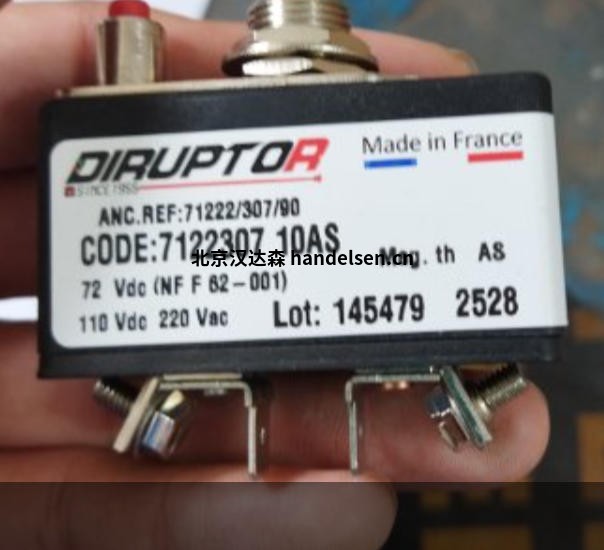 DIRUPTOR
SINCE 1955
Made in France
ANC.REF:71222/307/90
CODE:7122307 10AS
北京汉达森 handelsen.cn
Mag. th AS
72 Vdc (NF F 62-001)
110 Vdc 220 Vac
Lot: 145479 2528